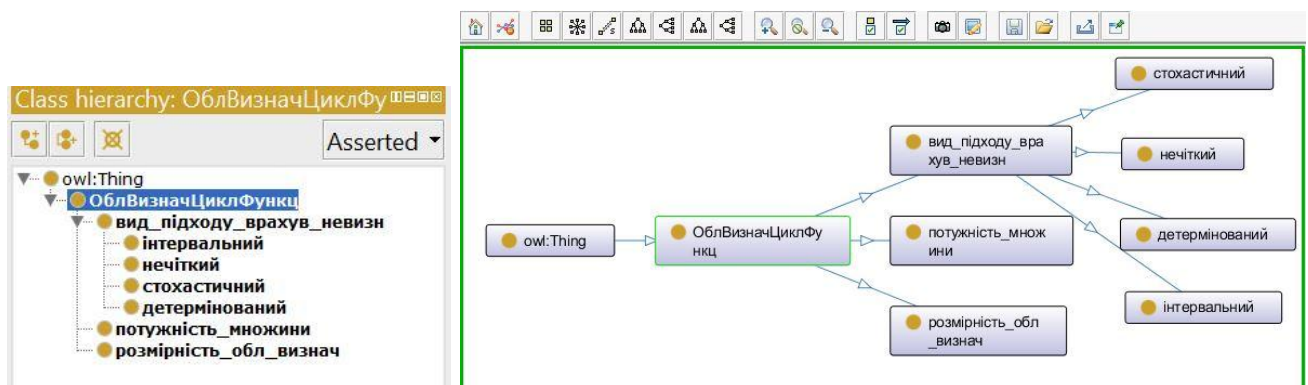 Class hierarchy: ОблВизначЦиклФу
Asserted
owl:Thing
ОблВизначЦиклФункц
вид_підходу_врахув_невизн
інтервальний
нечіткий
стохастичний
детермінований
потужність_множини
розмірність_обл_визнач
стохастичний
вид_підходу_вра
хув_невизн
нечіткий
owl:Thing
ОблВизначЦиклФу
нкц
потужність_множ
ини
детермінований
інтервальний
розмірність_обл
_визнач